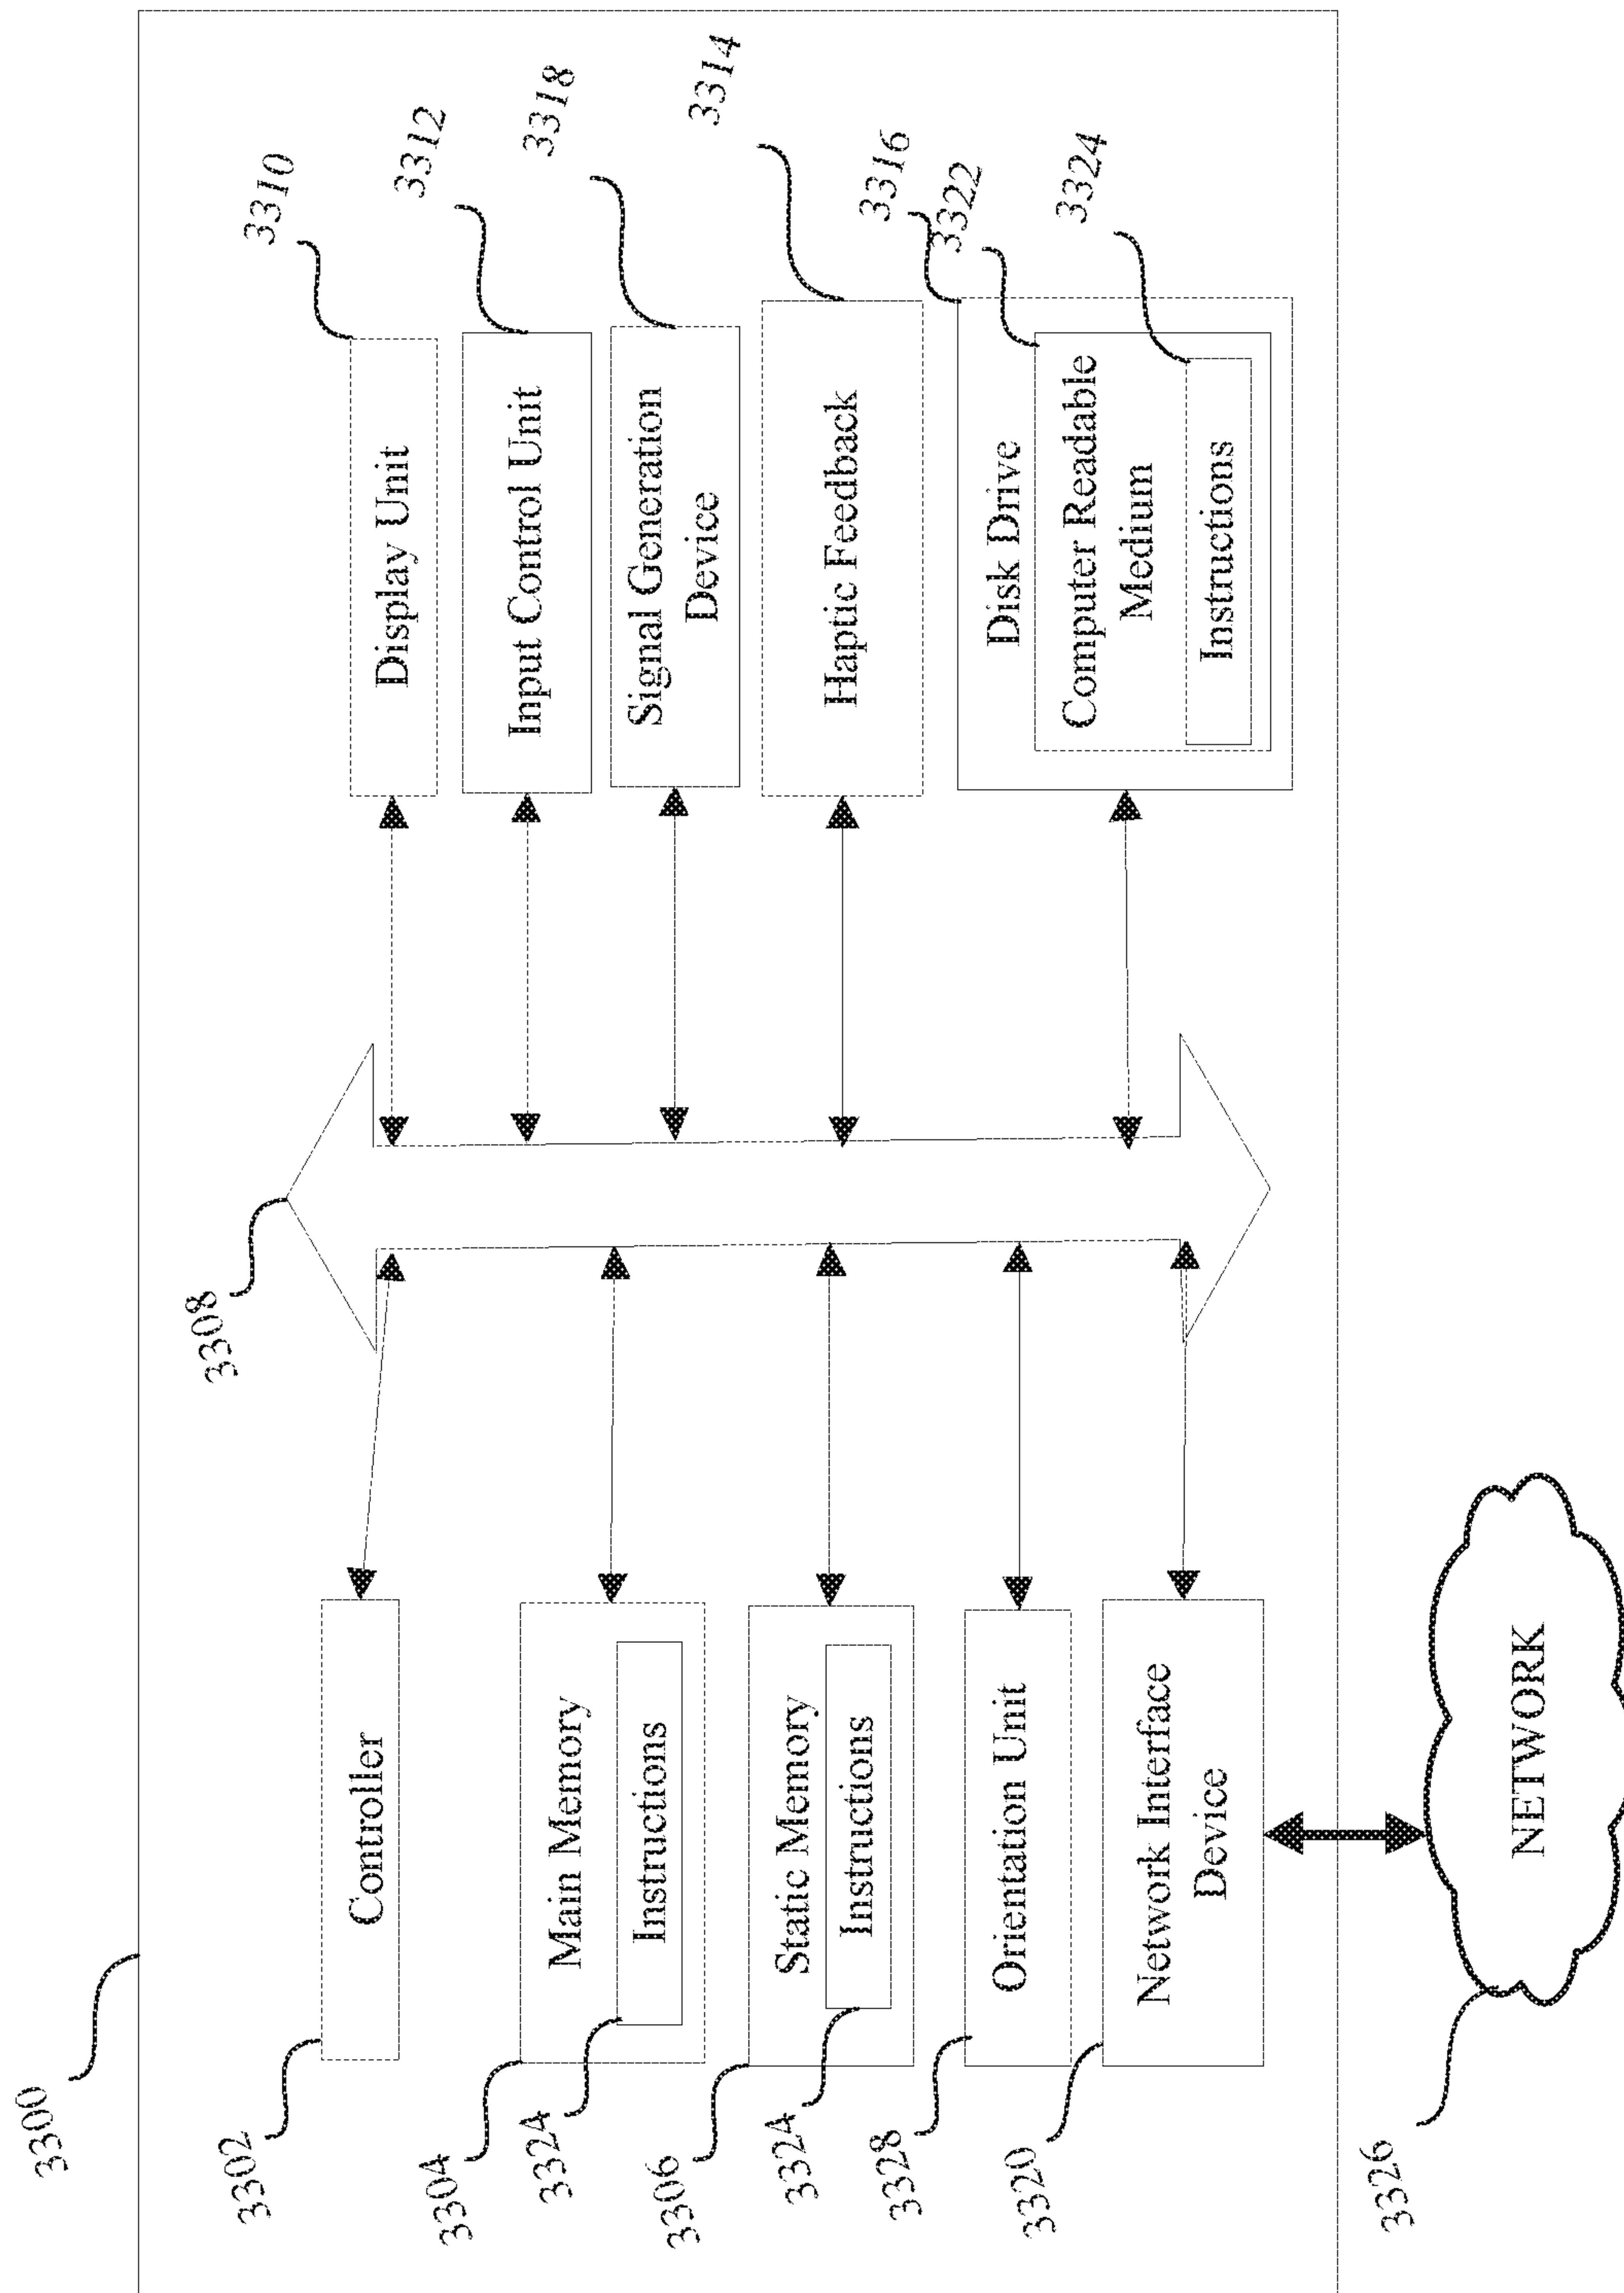 3300
3302
Controller
3304
Main Memory
3324
Instructions
3306
Static Memory
3324
Instructions
3328
Orientation Unit
3320
Network Interface
Device
3326
NETWORK
3308
3310
Display Unit
3312
Input Control Unit
3318
Signal Generation
Device
3314
Haptic Feedback
3316
Disk Drive
3322
Computer Readable
Medium
3324
Instructions